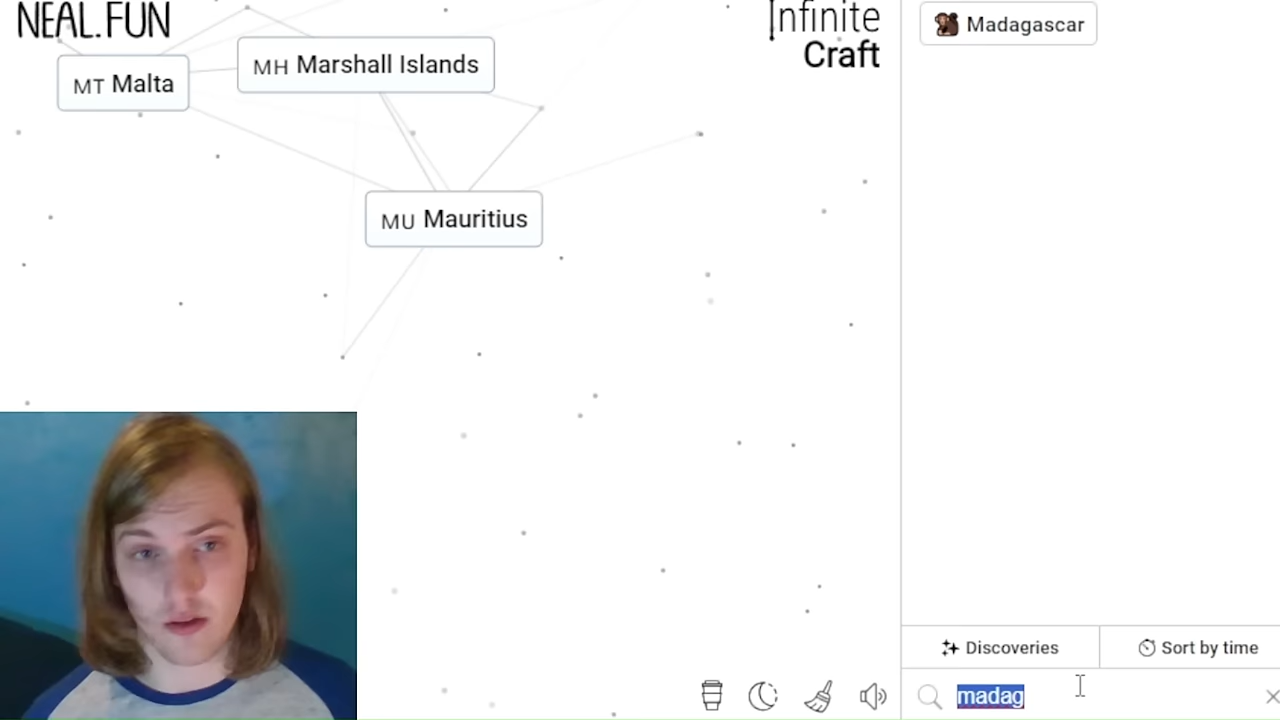 NEAL.FUN
Infinite
Craft
MT Malta
MH Marshall Islands
MU Mauritius
Madagascar
Discoveries
Sort by time
madag